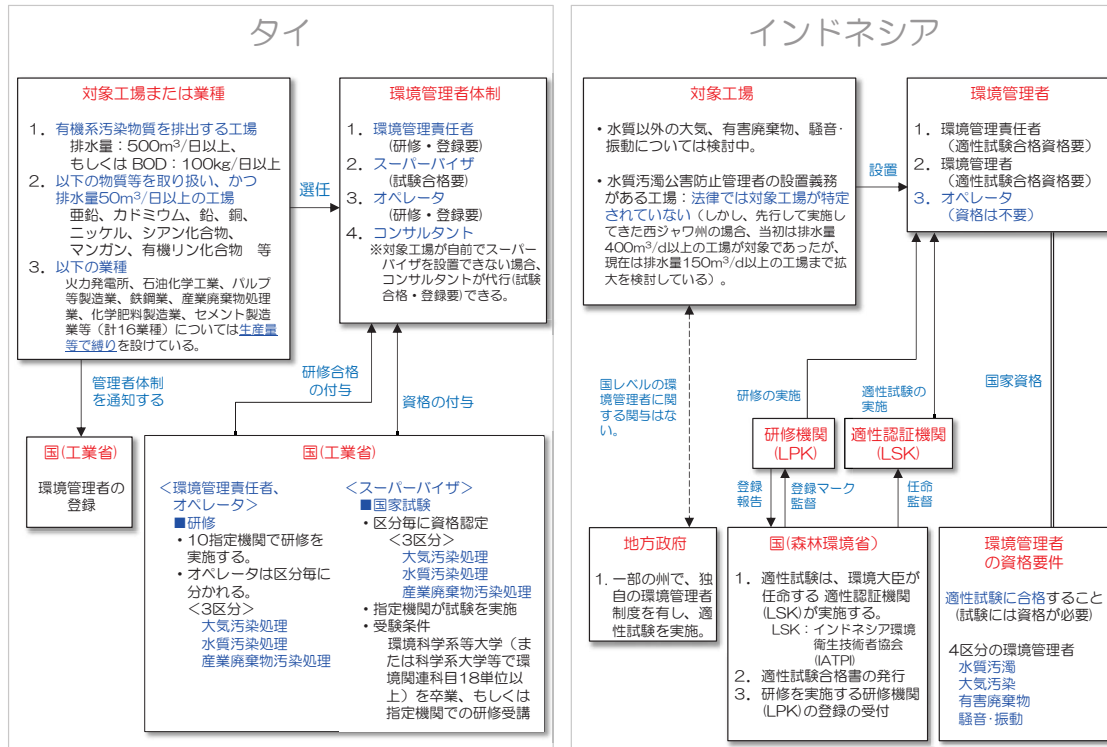 タイ
対象工場または業種
1. 有機系汚染物質を排出する工場
排水量：500m³/日以上、
もしくは BOD：100kg/日以上
2. 以下の物質等を取り扱い、かつ
排水量50m³/日以上の工場
亜鉛、カドミウム、鉛、銅、
ニッケル、シアン化合物、
マンガン、有機リン化合物 等
3. 以下の業種
火力発電所、石油化学工業、パルプ
等製造業、鉄鋼業、産業廃棄物処理
業、化学肥料製造業、セメント製造
業等（計16業種）については生産量
等で縛りを設けている。
選任
環境管理者体制
1. 環境管理責任者
(研修・登録要)
2. スーパーバイザ
(試験合格要)
3. オペレータ
(研修・登録要)
4. コンサルタント
※対象工場が自前でスーパー
バイザを設置できない場合、
コンサルタントが代行(試験
合格・登録要)できる。
管理者体制
を通知する
研修合格
の付与
資格の付与
国(工業省)
環境管理者の
登録
国(工業省)
＜環境管理責任者、
オペレータ＞
■研修
・10指定機関で研修を
実施する。
・オペレータは区分毎に
分かれる。
＜3区分＞
大気汚染処理
水質汚染処理
産業廃棄物汚染処理
＜スーパーバイザ＞
■国家試験
・区分毎に資格認定
＜3区分＞
大気汚染処理
水質汚染処理
産業廃棄物汚染処理
・指定機関が試験を実施
・受験条件
環境科学系等大学（ま
たは科学系大学等で環
境関連科目18単位以
上）を卒業、もしくは
指定機関での研修受講
インドネシア
対象工場
・水質以外の大気、有害廃棄物、騒音・
振動については検討中。
・水質汚濁公害防止管理者の設置義務
がある工場：法律では対象工場が特定
されていない（しかし、先行して実施し
てきた西ジャワ州の場合、当初は排水量
400m³/d以上の工場が対象であったが、
現在は排水量150m³/d以上の工場まで拡
大を検討している）。
設置
環境管理者
1. 環境管理責任者
（適性試験合格資格要）
2. 環境管理者
（適性試験合格資格要）
3. オペレータ
（資格は不要）
国レベルの環
境管理者に関
する関与はな
い。
研修の実施
適性試験の
実施
国家資格
研修機関
(LPK)
適性認証機関
(LSK)
登録
報告
登録マーク
監督
任命
監督
地方政府
1. 一部の州で、独
自の環境管理者
制度を有し、適
性試験を実施。
国(森林環境省）
1. 適性試験は、環境大臣が
任命する 適性認証機関
(LSK)が実施する。
LSK：インドネシア環境
衛生技術者協会
(IATPI)
2. 適性試験合格書の発行
3. 研修を実施する研修機関
(LPK)の登録の受付
環境管理者
の資格要件
適性試験に合格すること
(試験には資格が必要)
4区分の環境管理者
水質汚濁
大気汚染
有害廃棄物
騒音・振動